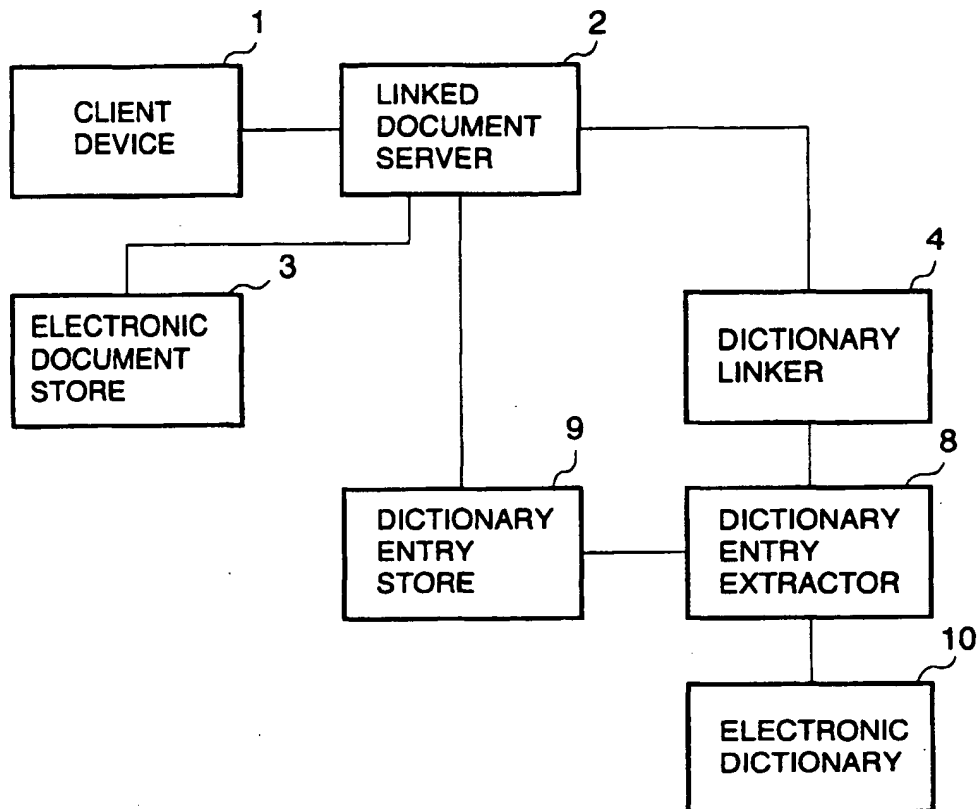 1
CLIENT
DEVICE
2
LINKED
DOCUMENT
SERVER
3
ELECTRONIC
DOCUMENT
STORE
4
DICTIONARY
LINKER
9
DICTIONARY
ENTRY
STORE
8
DICTIONARY
ENTRY
EXTRACTOR
10
ELECTRONIC
DICTIONARY